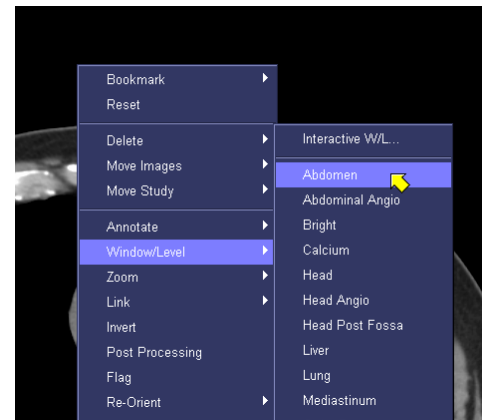 Bookmark
Reset
Delete
Move Images
Move Study
Annotate
Window/Level
Zoom
Link
Invert
Post Processing
Flag
Re-Orient
Interactive W/L...
Abdomen
Abdominal Angio
Bright
Calcium
Head
Head Angio
Head Post Fossa
Liver
Lung
Mediastinum